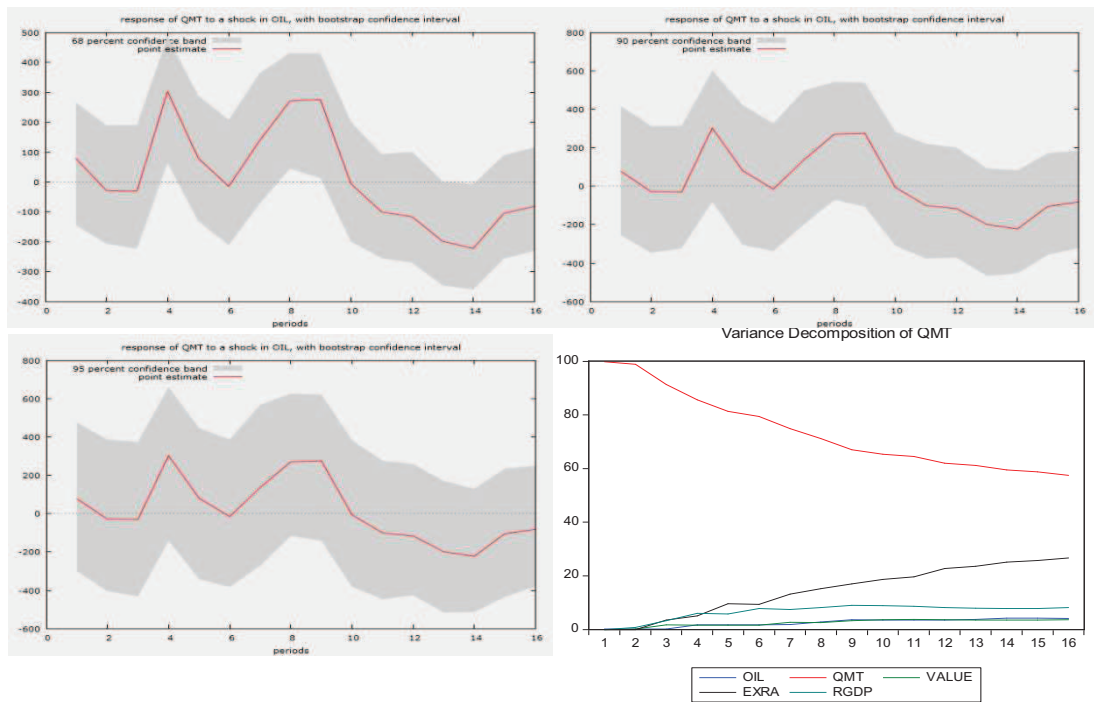 response of QMT to a shock in OIL, with bootstrap confidence interval
68 percent confidence band
point estimate
500
400
300
200
100
0
-100
-200
-300
-400
0 2 4 6 8 10 12 14 16
periods
response of QMT to a shock in OIL, with bootstrap confidence interval
90 percent confidence band
point estimate
800
600
400
200
0
-200
-400
-600
0 2 4 6 8 10 12 14 16
periods
response of QMT to a shock in OIL, with bootstrap confidence interval
95 percent confidence band
point estimate
800
600
400
200
0
-200
-400
-600
0 2 4 6 8 10 12 14 16
periods
Variance Decomposition of QMT
100
80
60
40
20
0
1 2 3 4 5 6 7 8 9 10 11 12 13 14 15 16
OIL QMT VALUE
EXRA RGDP